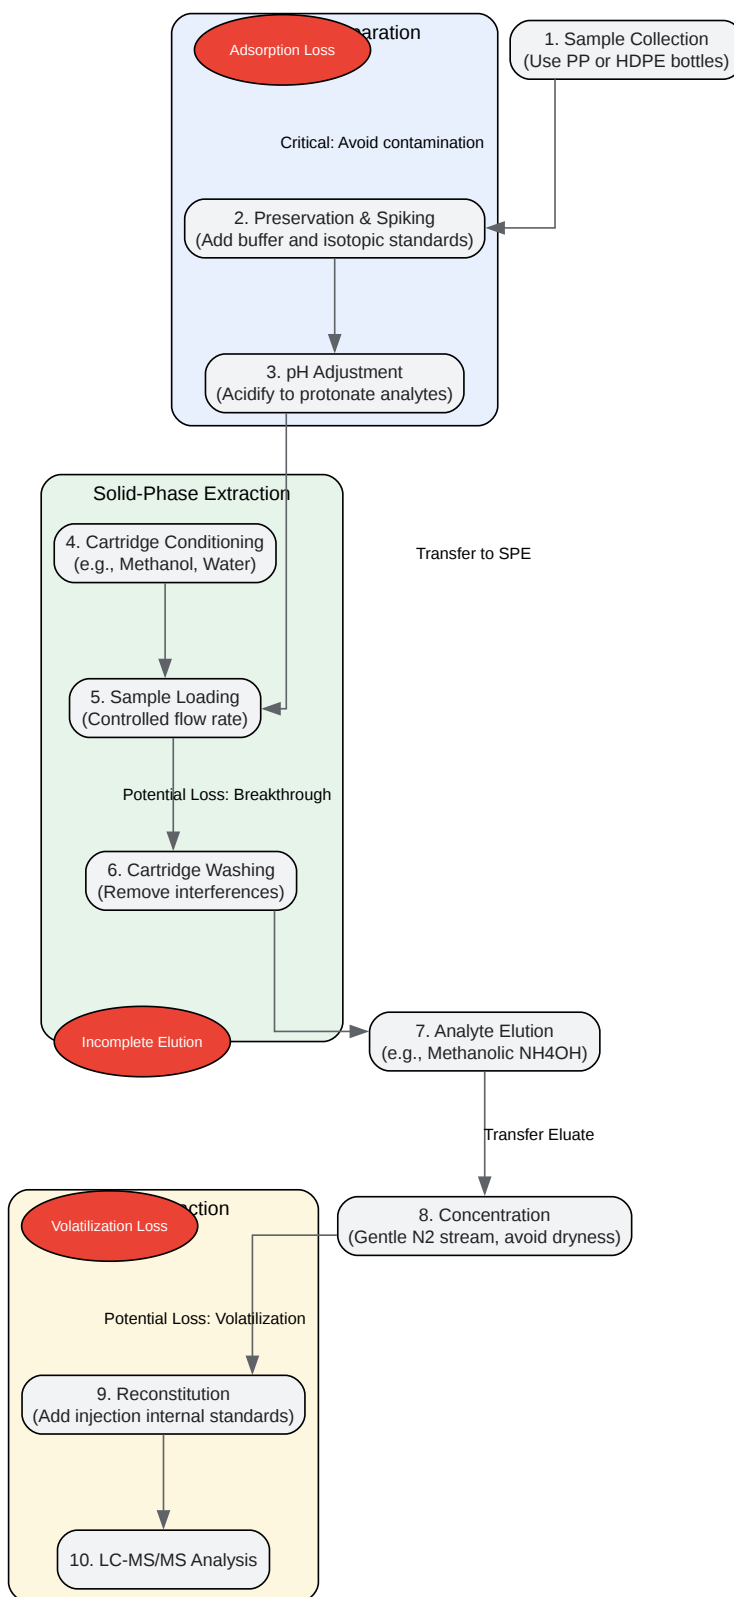 Adsorption Loss
1. Sample Collection
(Use PP or HDPE bottles)
Critical: Avoid contamination
2. Preservation & Spiking
(Add buffer and isotopic standards)
3. pH Adjustment
(Acidify to protonate analytes)
Solid-Phase Extraction
4. Cartridge Conditioning
(e.g., Methanol, Water)
Transfer to SPE
5. Sample Loading
(Controlled flow rate)
Potential Loss: Breakthrough
6. Cartridge Washing
(Remove interferences)
Incomplete Elution
7. Analyte Elution
(e.g., Methanolic NH4OH)
Transfer Eluate
Volatilization Loss
8. Concentration
(Gentle N2 stream, avoid dryness)
Potential Loss: Volatilization
9. Reconstitution
(Add injection internal standards)
10. LC-MS/MS Analysis